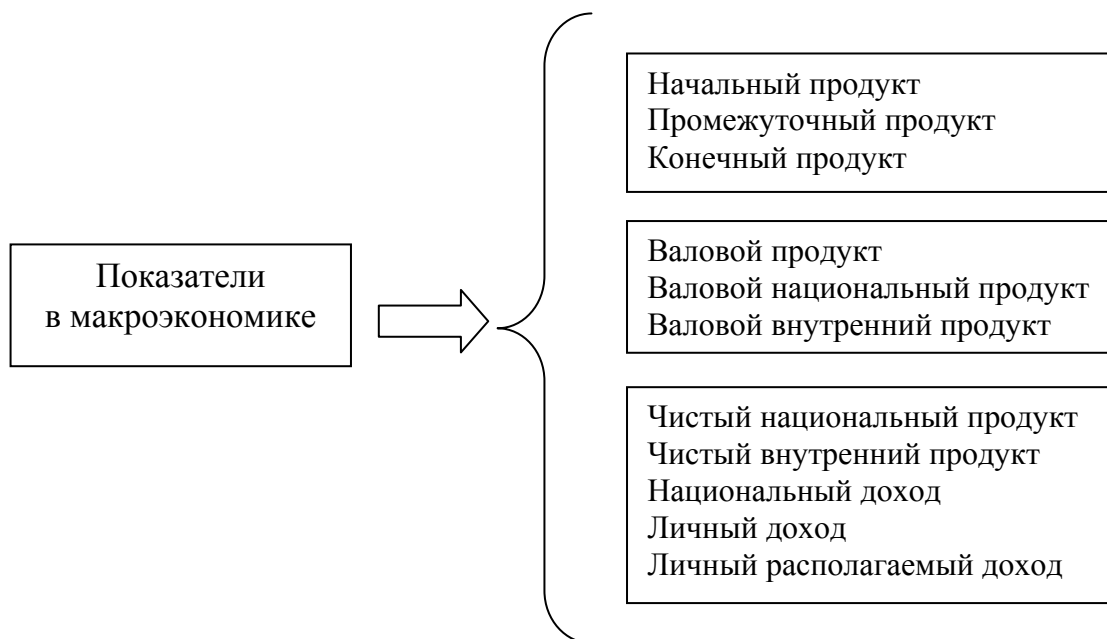 Показатели
в макроэкономике
Начальный продукт
Промежуточный продукт
Конечный продукт
Валовой продукт
Валовой национальный продукт
Валовой внутренний продукт
Чистый национальный продукт
Чистый внутренний продукт
Национальный доход
Личный доход
Личный располагаемый доход